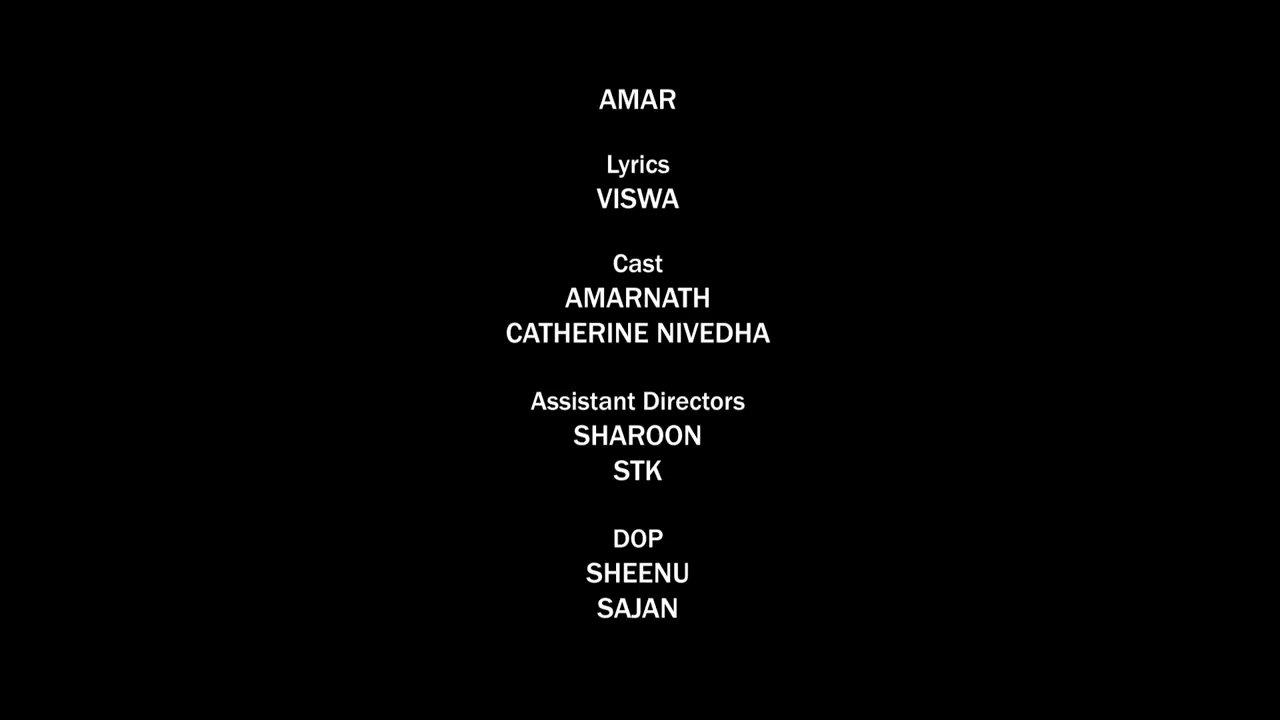 AMAR
Lyrics
VISWA
Cast
AMARNATH
CATHERINE NIVEDHA
Assistant Directors
SHAROON
STK
DOP
SHEENU
SAJAN